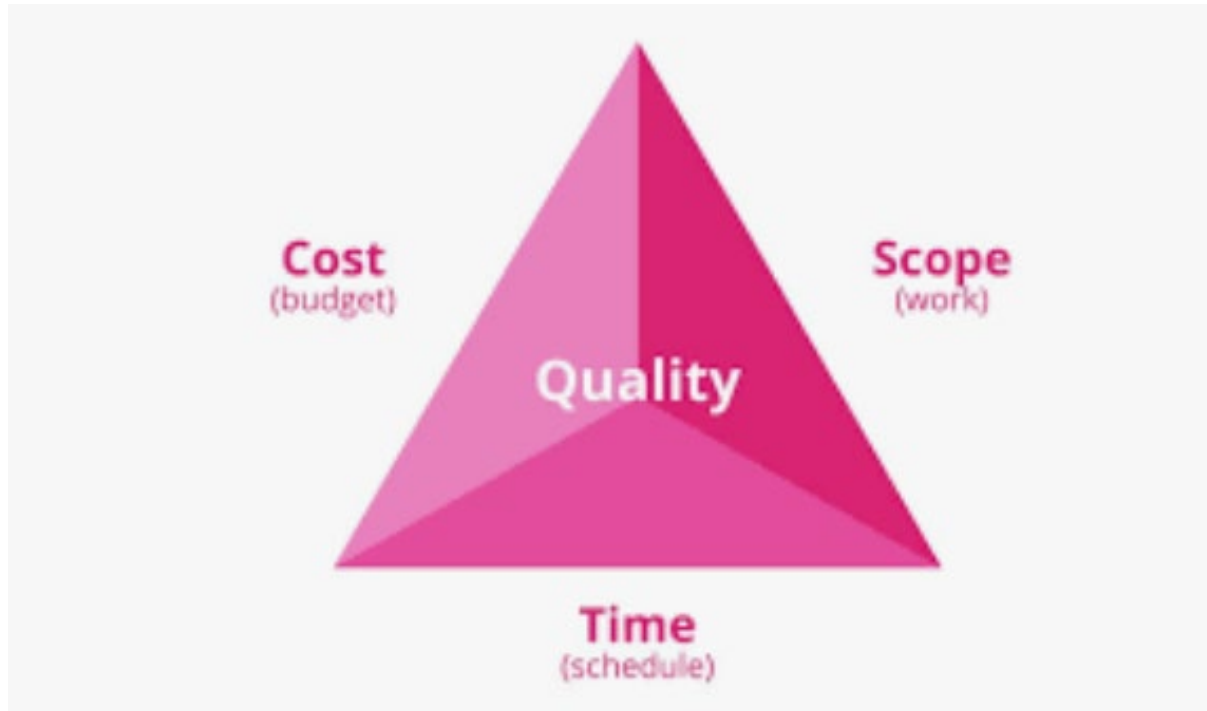 Cost
(budget)
Scope
(work)
Quality
Time
(schedule)